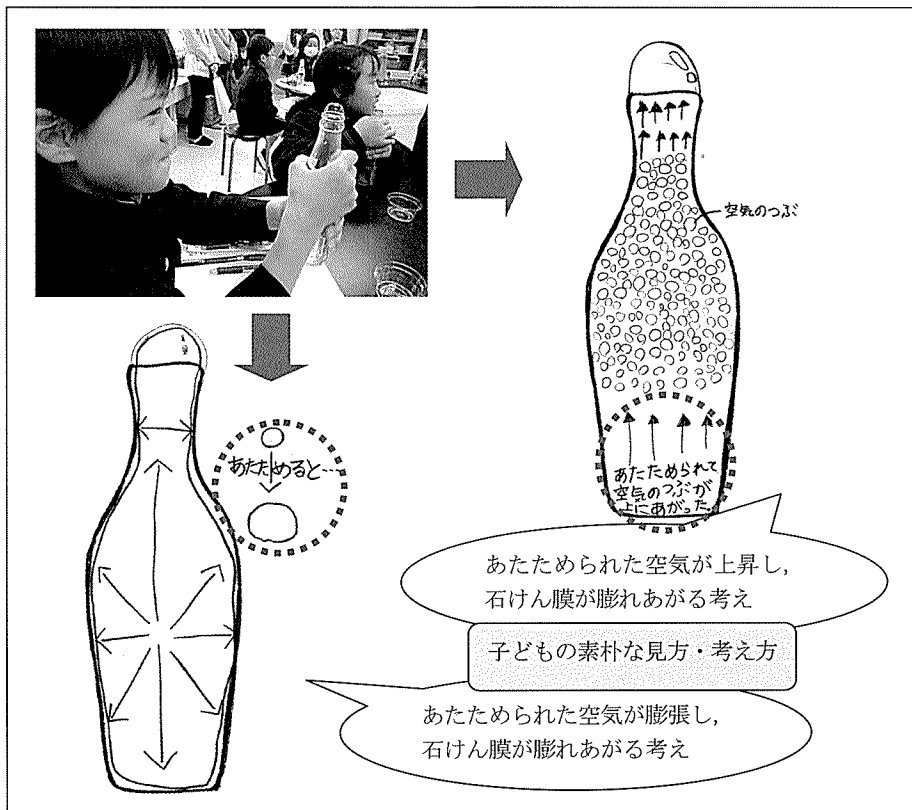 空気のつぶ
あたためると…
あたためられて
空気のつぶが
上にあがった。
あたためられた空気が上昇し,
石けん膜が膨れあがる考え
子どもの素朴な見方・考え方
あたためられた空気が膨張し,
石けん膜が膨れあがる考え